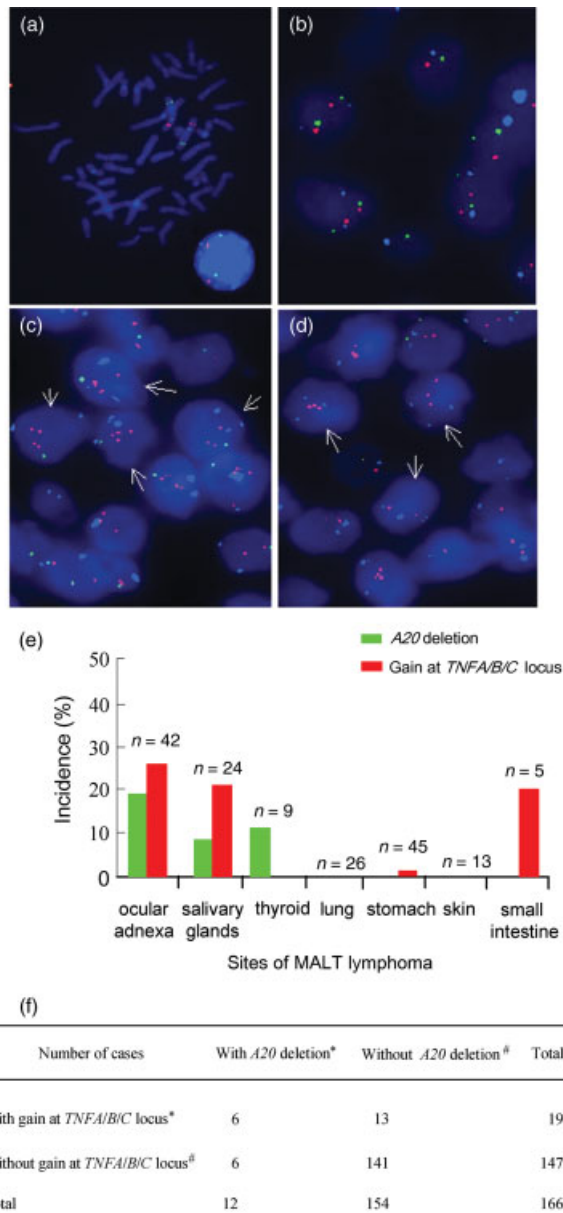 (a)
(b)
(c)
(d)
(e)
A20 deletion
Gain at TNFA/B/C locus
Incidence (%)
50
40
30
20
10
0
n = 42
n = 24
n = 9
n = 26
n = 45
n = 13
n = 5
ocular adnexa
salivary glands
thyroid
lung
stomach
skin
small intestine
Sites of MALT lymphoma
(f)
Number of cases With A20 deletion* Without A20 deletion# Total
ith gain at TNFA/B/C locus* 6 13 19
ithout gain at TNFA/B/C locus# 6 141 147
otal 12 154 166